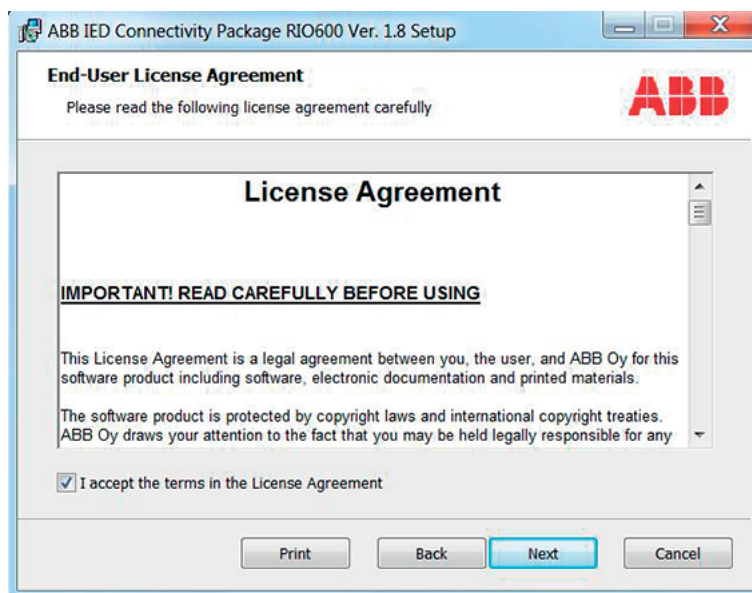 ABB IED Connectivity Package RIO600 Ver. 1.8 Setup
End-User License Agreement
Please read the following license agreement carefully
ABB
License Agreement
IMPORTANT! READ CAREFULLY BEFORE USING
This License Agreement is a legal agreement between you, the user, and ABB Oy for this
software product including software, electronic documentation and printed materials.
The software product is protected by copyright laws and international copyright treaties.
ABB Oy draws your attention to the fact that you may be held legally responsible for any
I accept the terms in the License Agreement
Print Back Next Cancel